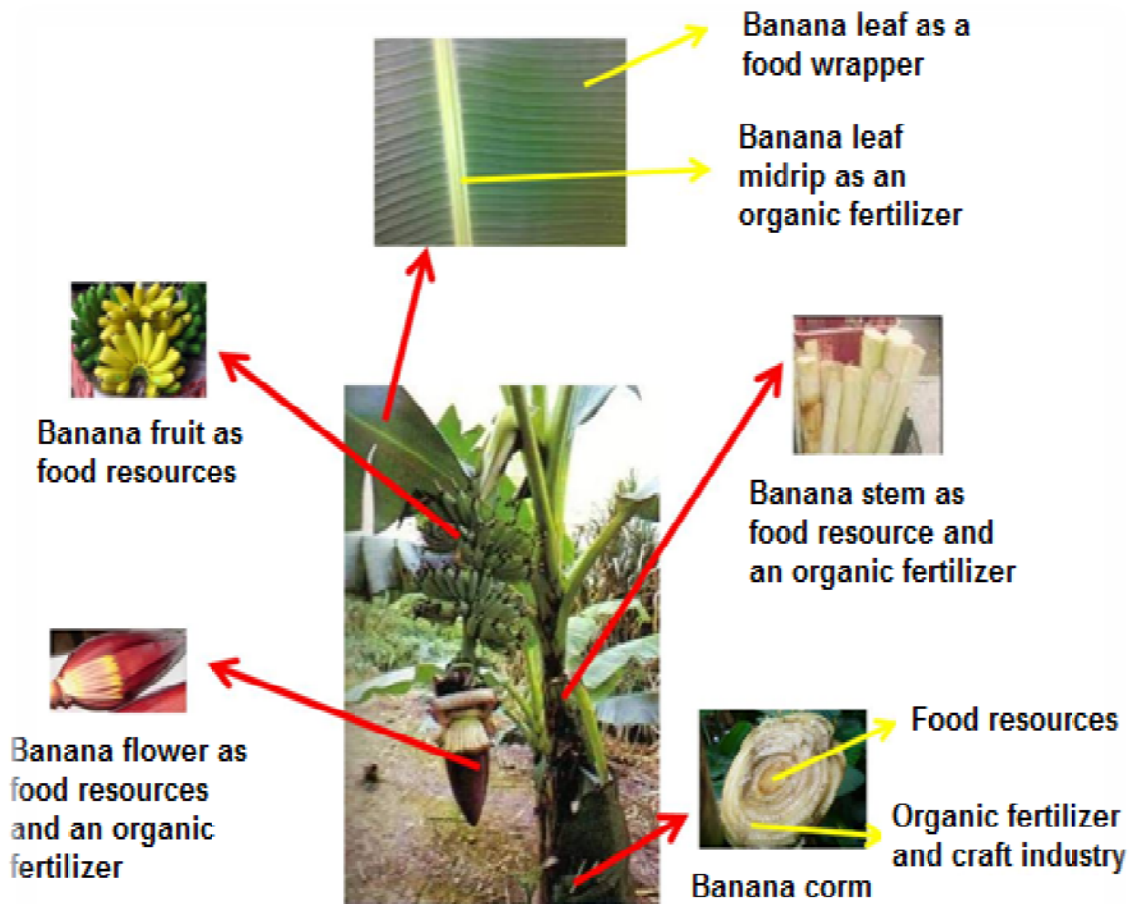 Banana leaf as a
food wrapper
Banana leaf
midrip as an
organic fertilizer
Banana fruit as
food resources
Banana stem as
food resource and
an organic fertilizer
Banana flower as
food resources
and an organic
fertilizer
Food resources
Organic fertilizer
and craft industry
Banana corm